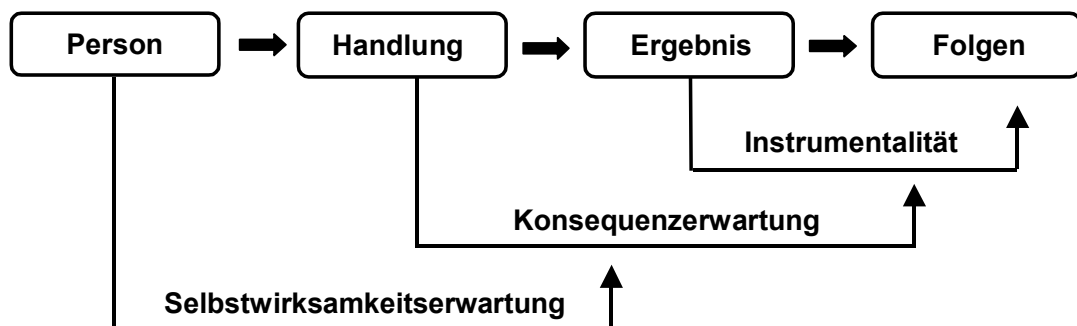 Person Handlung Ergebnis Folgen
Instrumentalität
Konsequenzerwartung
Selbstwirksamkeitserwartung